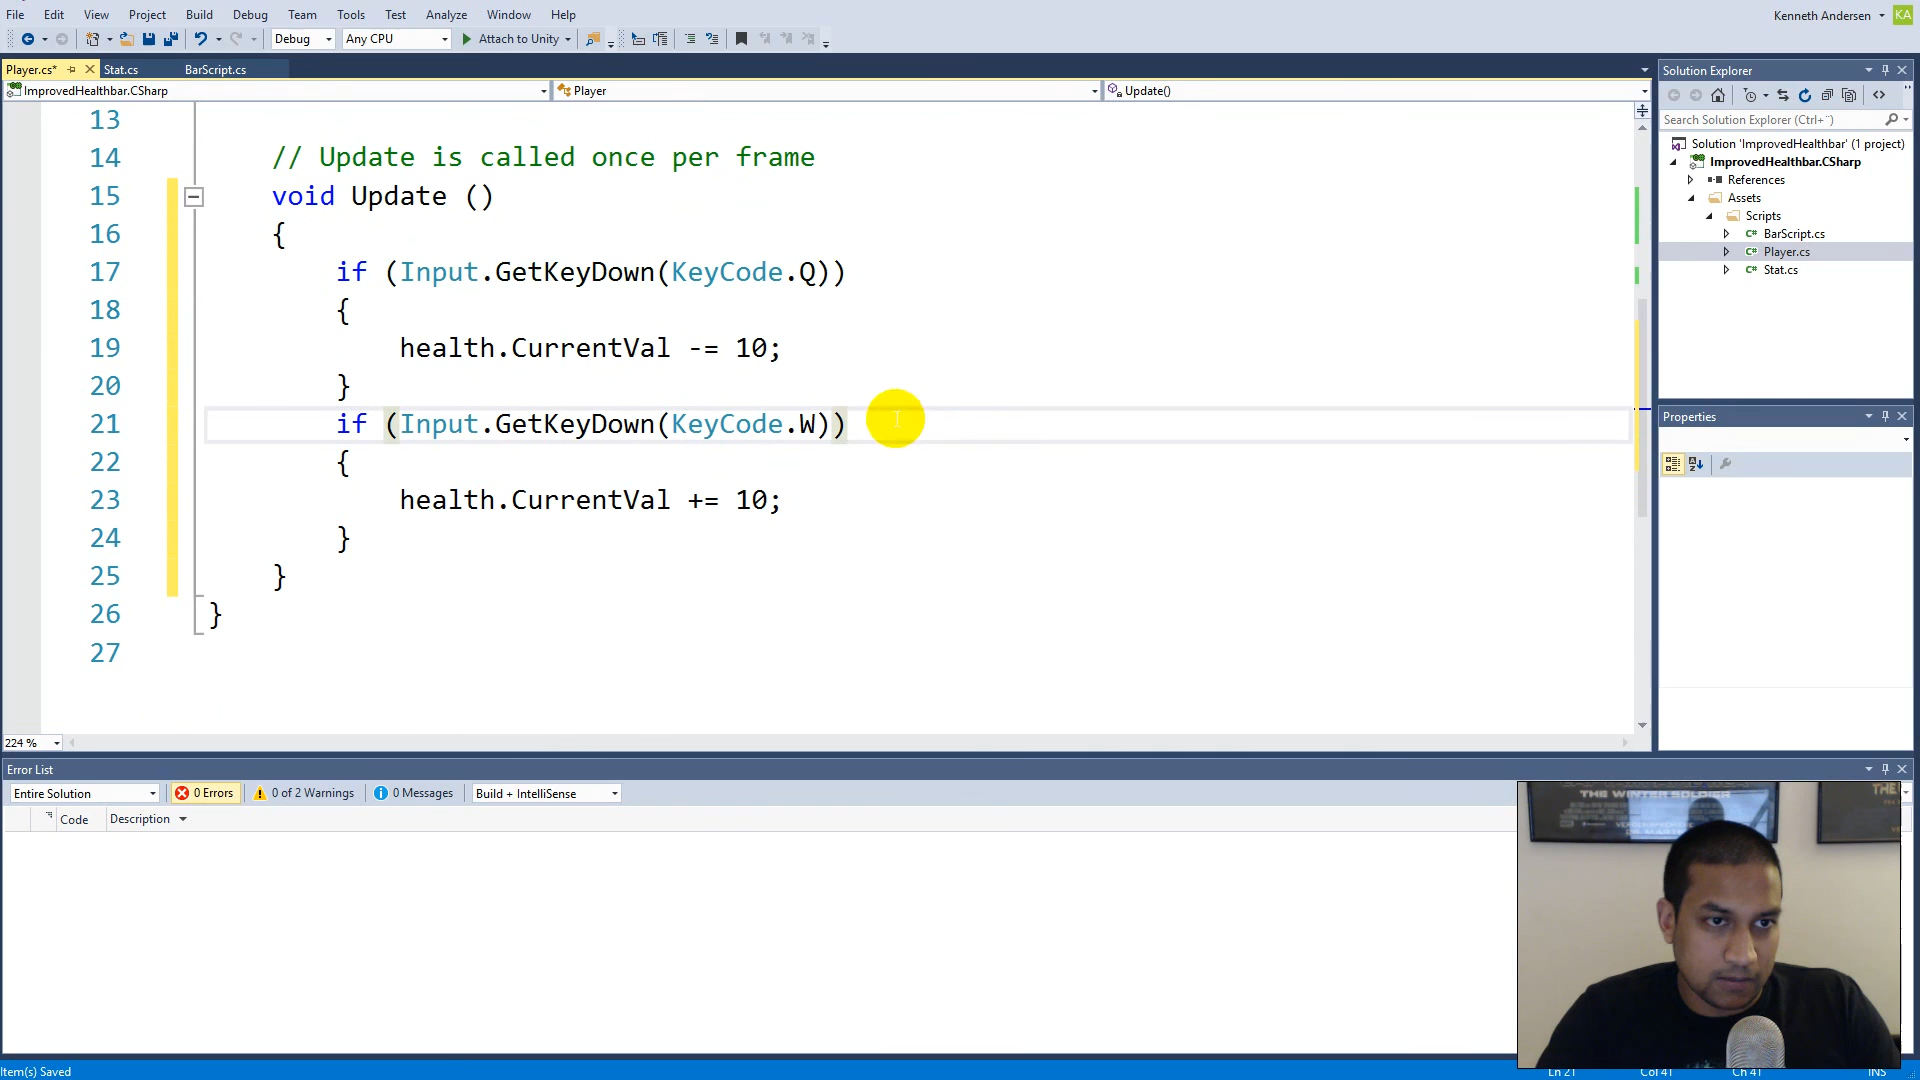 File Edit View Project Build Debug Team Tools Test Analyze Window Help Kenneth Andersen KA
Debug Any CPU Attach to Unity
Player.cs* Stat.cs BarScript.cs
ImprovedHealthbar.CSharp Player Update()
13
14 // Update is called once per frame
15 void Update ()
16 {
17 if (Input.GetKeyDown(KeyCode.Q))
18 {
19 health.CurrentVal -= 10;
20 }
21 if (Input.GetKeyDown(KeyCode.W))
22 {
23 health.CurrentVal += 10;
24 }
25 }
26 }
27
224 %
Solution Explorer
Search Solution Explorer (Ctrl+¨)
Solution 'ImprovedHealthbar' (1 project)
ImprovedHealthbar.CSharp
References
Assets
Scripts
BarScript.cs
Player.cs
Stat.cs
Properties
Error List
Entire Solution 0 Errors 0 of 2 Warnings 0 Messages Build + IntelliSense
Code Description
THE WINTER SOLDIER
THE
Item(s) Saved Ln 21 Col 41 Ch 41 INS